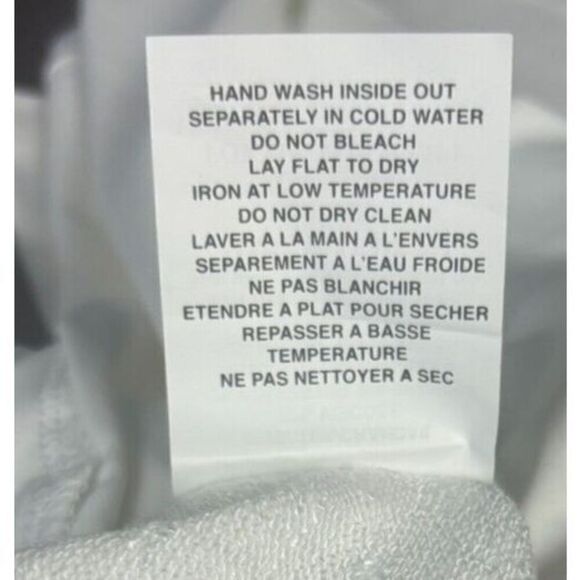 HAND WASH INSIDE OUT
SEPARATELY IN COLD WATER
DO NOT BLEACH
LAY FLAT TO DRY
IRON AT LOW TEMPERATURE
DO NOT DRY CLEAN
LAVER A LA MAIN A L'ENVERS
SEPAREMENT A L'EAU FROIDE
NE PAS BLANCHIR
ETENDRE A PLAT POUR SECHER
REPASSER A BASSE
TEMPERATURE
NE PAS NETTOYER A SEC